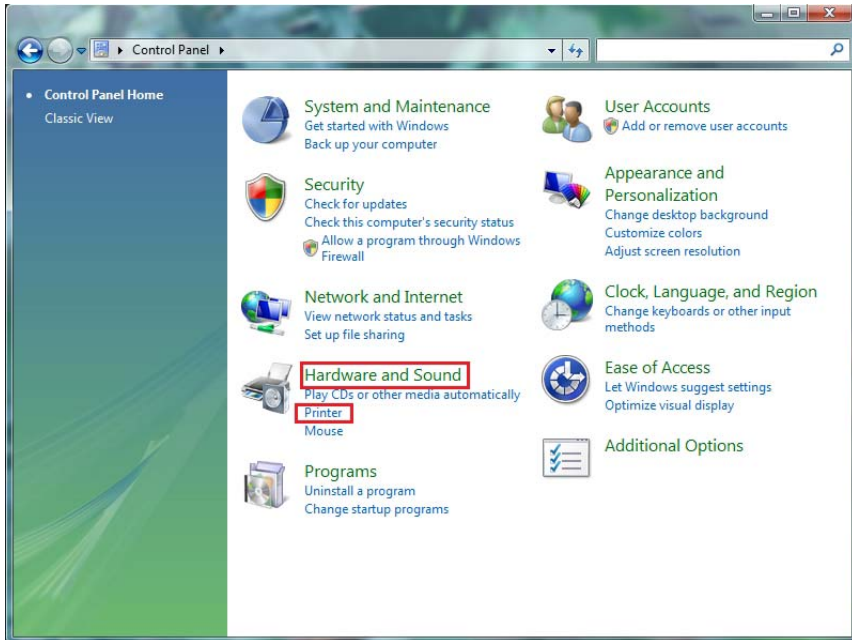 Control Panel
Control Panel Home
Classic View
System and Maintenance
Get started with Windows
Back up your computer
Security
Check for updates
Check this computer's security status
Allow a program through Windows
Firewall
Network and Internet
View network status and tasks
Set up file sharing
Hardware and Sound
Play CDs or other media automatically
Printer
Mouse
Programs
Uninstall a program
Change startup programs
User Accounts
Add or remove user accounts
Appearance and
Personalization
Change desktop background
Customize colors
Adjust screen resolution
Clock, Language, and Region
Change keyboards or other input
methods
Ease of Access
Let Windows suggest settings
Optimize visual display
Additional Options